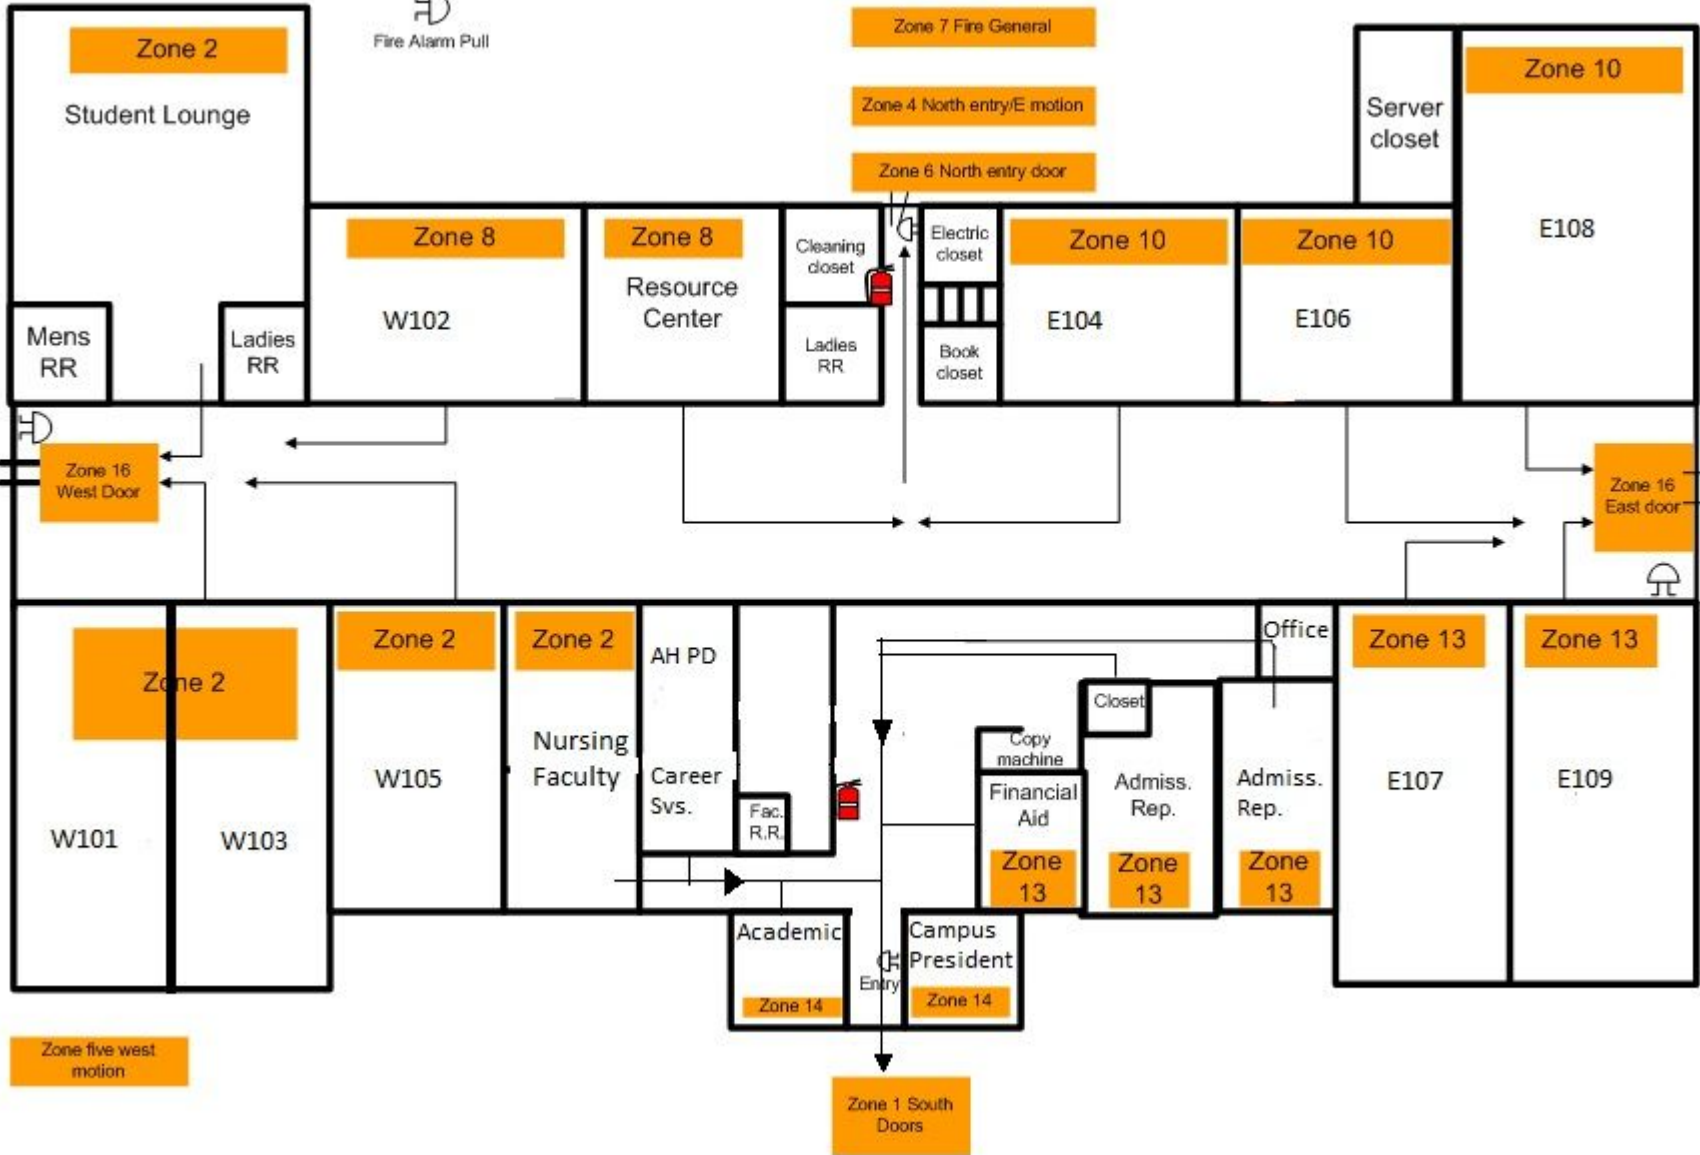 Fire Alarm Pull
Zone 7 Fire General
Zone 4 North entry/E motion
Zone 6 North entry door
Zone 2
Student Lounge
Mens
RR
Ladies
RR
Zone 8
W102
Zone 8
Resource
Center
Cleaning
closet
Ladies
RR
Electric
closet
Book
closet
Zone 10
E104
Zone 10
E106
Server
closet
Zone 10
E108
Zone 16
West Door
Zone 16
East door
Zone 2
W101
W103
Zone 2
W105
Zone 2
Nursing
Faculty
AH PD
Career
Svs.
Fac.
R.R.
Copy
machine
Financial
Aid
Zone
13
Closet
Admiss.
Rep.
Zone
13
Office
Admiss.
Rep.
Zone
13
Zone 13
E107
Zone 13
E109
Academic
Zone 14
Entry
Campus
President
Zone 14
Zone five west
motion
Zone 1 South
Doors